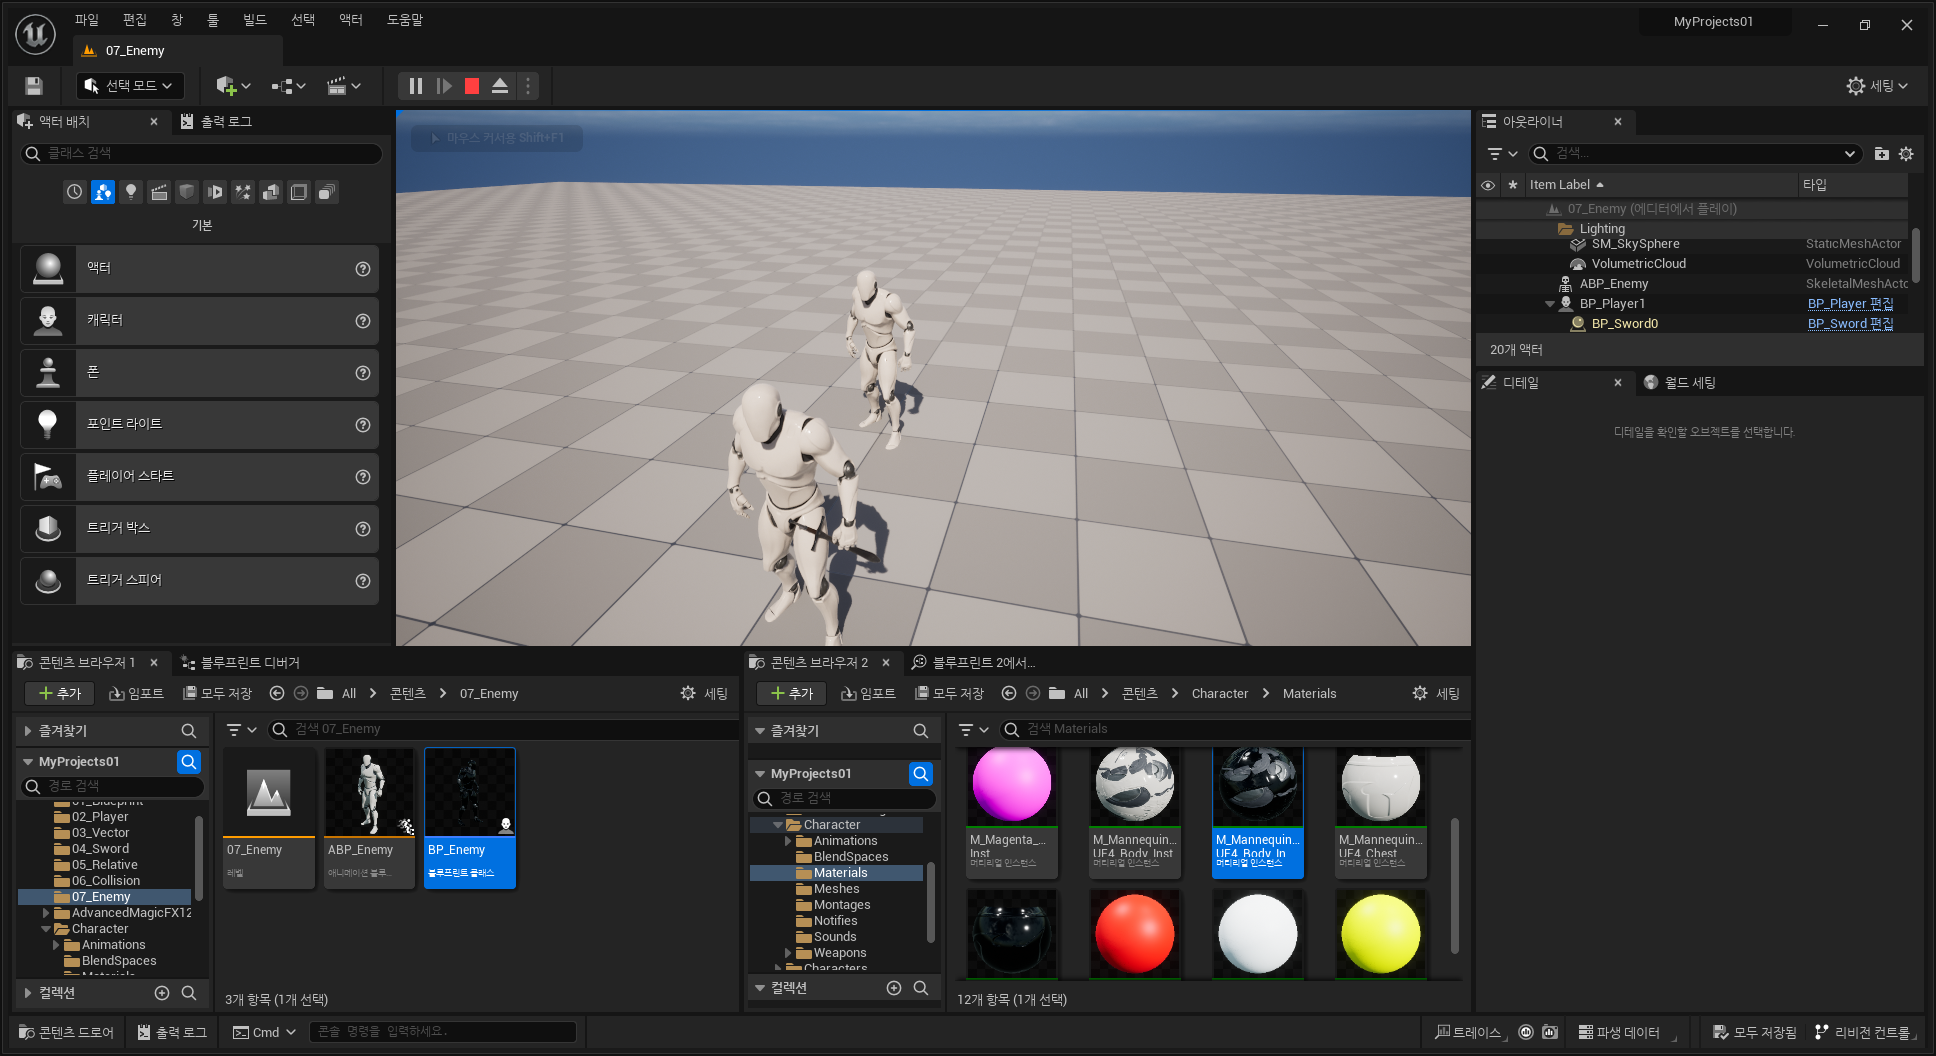 파일 편집 창 툴 빌드 선택 액터 도움말
MyProjects01
07_Enemy
선택 모드
세팅
액터 배치
출력 로그
클래스 검색
기본
액터
캐릭터
폰
포인트 라이트
플레이어 스타트
트리거 박스
트리거 스피어
마우스 커서용 Shift+F1
아웃라이너
검색...
Item Label 타입
07_Enemy (에디터에서 플레이)
Lighting
SM_SkySphere StaticMeshActor
VolumetricCloud VolumetricCloud
ABP_Enemy SkeletalMeshActo
BP_Player1 BP_Player 편집
BP_Sword0 BP_Sword 편집
20개 액터
디테일
월드 세팅
디테일을 확인할 오브젝트를 선택합니다.
콘텐츠 브라우저 1
블루프린트 디버거
추가 임포트 모두 저장 All 콘텐츠 07_Enemy 세팅
즐겨찾기
검색 07_Enemy
MyProjects01
경로 검색
01_Blueprint
02_Player
03_Vector
04_Sword
05_Relative
06_Collision
07_Enemy
AdvancedMagicFX12
Character
Animations
BlendSpaces
Materials
컬렉션
07_Enemy
레벨
ABP_Enemy
애니메이션 블루...
BP_Enemy
블루프린트 클래스
3개 항목 (1개 선택)
콘텐츠 브라우저 2
블루프린트 2에서...
추가 임포트 모두 저장 All 콘텐츠 Character Materials 세팅
즐겨찾기
검색 Materials
MyProjects01
경로 검색
Character
Animations
BlendSpaces
Materials
Meshes
Montages
Notifies
Sounds
Weapons
Characters
컬렉션
M_Magenta_...
Inst
머티리얼 인스턴스
M_Mannequin...
UE4_Body_Inst
머티리얼 인스턴스
M_Mannequin...
UE4_Body_In
머티리얼 인스턴스
M_Mannequin...
UE4_Chest
머티리얼 인스턴스
12개 항목 (1개 선택)
콘텐츠 드로어
출력 로그
Cmd
콘솔 명령을 입력하세요.
트레이스
파생 데이터
모두 저장됨
리비전 컨트롤